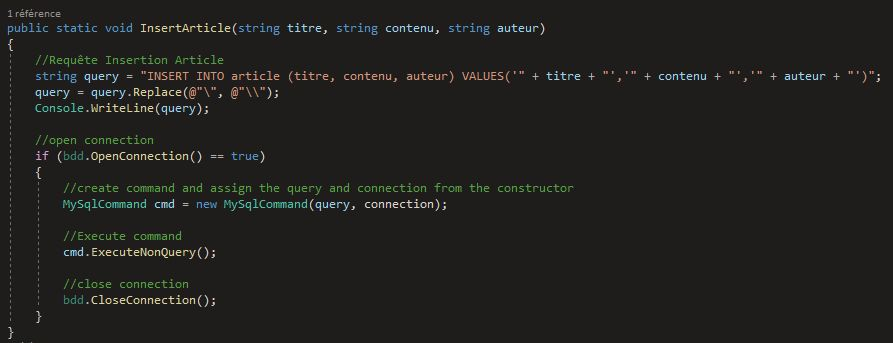 1 référence
public static void InsertArticle(string titre, string contenu, string auteur)
{
//Requête Insertion Article
string query = "INSERT INTO article (titre, contenu, auteur) VALUES('" + titre + "','" + contenu + "','" + auteur + "')";
query = query.Replace(@"\", @"\\");
Console.WriteLine(query);
//open connection
if (bdd.OpenConnection() == true)
{
//create command and assign the query and connection from the constructor
MySqlCommand cmd = new MySqlCommand(query, connection);
//Execute command
cmd.ExecuteNonQuery();
//close connection
bdd.CloseConnection();
}
}